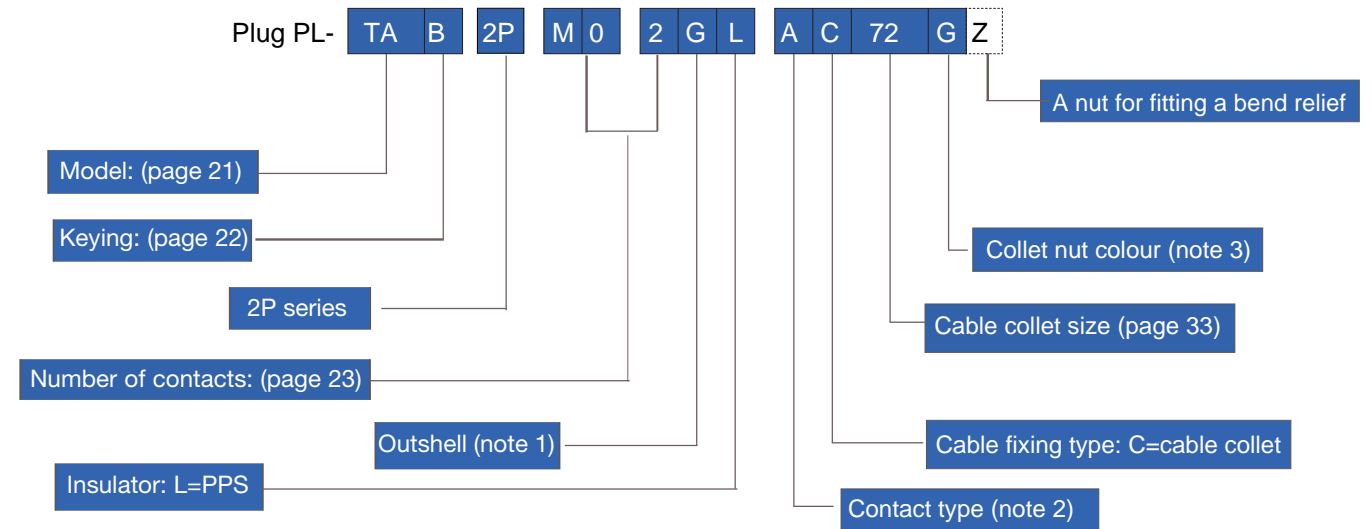 Plug PL- TA B 2P M 0 2 G L A C 72 G Z
A nut for fitting a bend relief
Model: (page 21)
Keying: (page 22)
Collet nut colour (note 3)
2P series
Cable collet size (page 33)
Number of contacts: (page 23)
Outshell (note 1)
Cable fixing type: C=cable collet
Insulator: L=PPS
Contact type (note 2)